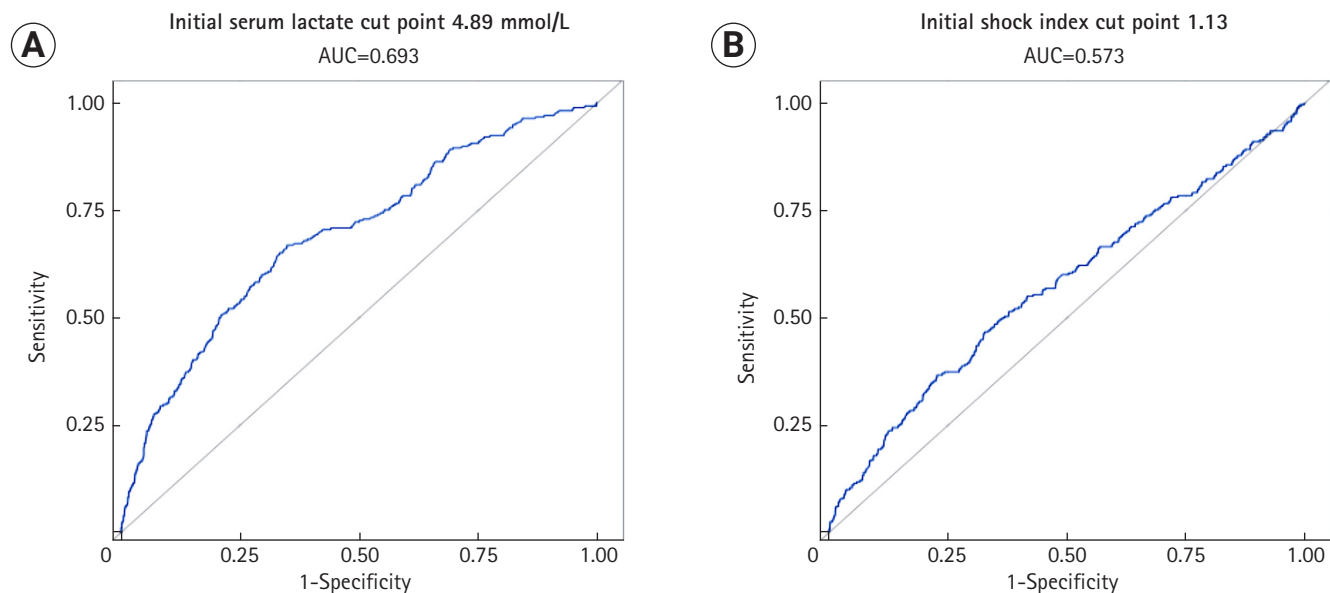 A
Initial serum lactate cut point 4.89 mmol/L
AUC=0.693
1.00
0.75
0.50
0.25
Sensitivity
0 0.25 0.50 0.75 1.00
1-Specificity
B
Initial shock index cut point 1.13
AUC=0.573
1.00
0.75
0.50
0.25
Sensitivity
0 0.25 0.50 0.75 1.00
1-Specificity